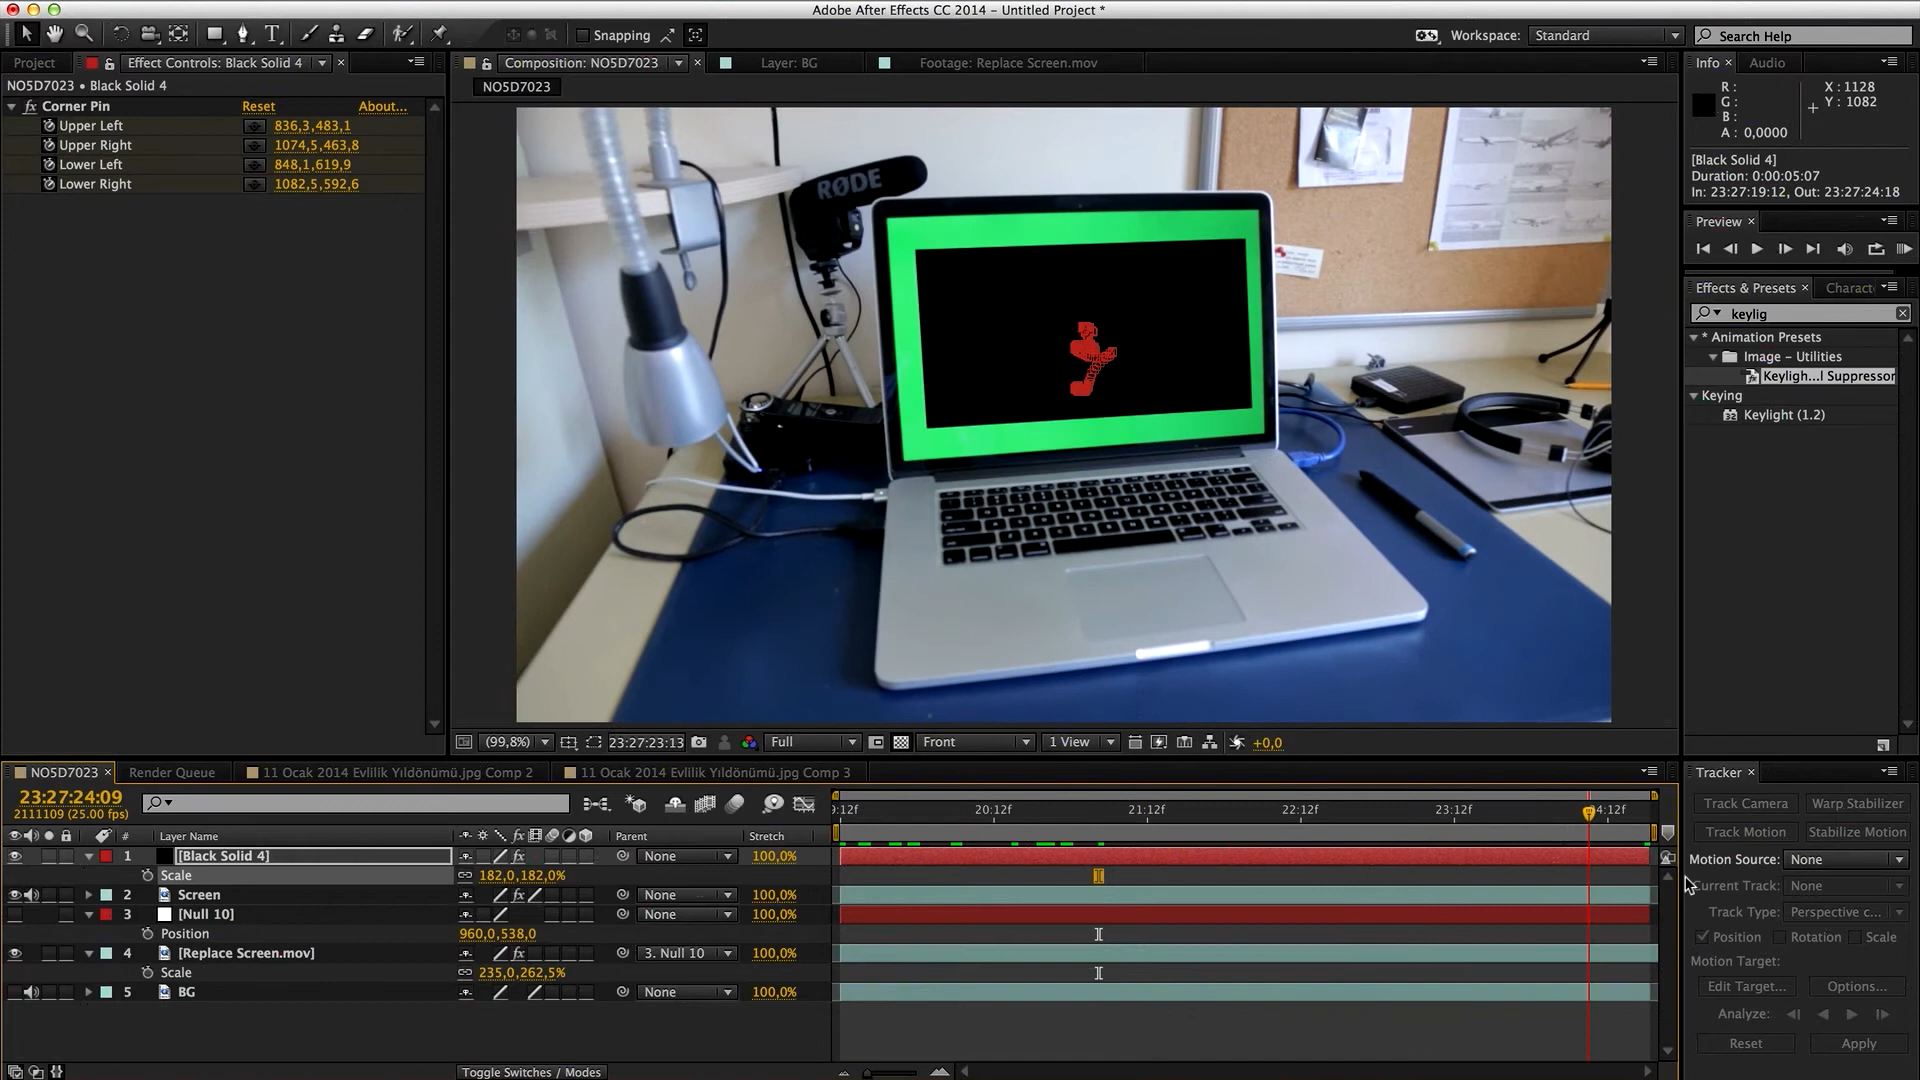 Adobe After Effects CC 2014 – Untitled Project *
Snapping
Workspace: Standard
Search Help
Project
Effect Controls: Black Solid 4
Composition: NO5D7023
Layer: BG
Footage: Replace Screen.mov
Info
Audio
NO5D7023 • Black Solid 4
NO5D7023
fx Corner Pin Reset About...
Upper Left 836,3,483,1
Upper Right 1074,5,463,8
Lower Left 848,1,619,9
Lower Right 1082,5,592,6
R :
G :
B :
A : 0,0000
X : 1128
Y : 1082
[Black Solid 4]
Duration: 0:00:05:07
In: 23:27:19:12, Out: 23:27:24:18
Preview
Effects & Presets
Charact
keylig
* Animation Presets
Image – Utilities
Keyligh...l Suppressor
Keying
Keylight (1.2)
RØDE
(99,8%)
23:27:23:13
Full
Front
1 View
+0,0
NO5D7023
Render Queue
11 Ocak 2014 Evlilik Yıldönümü.jpg Comp 2
11 Ocak 2014 Evlilik Yıldönümü.jpg Comp 3
23:27:24:09
2111109 (25.00 fps)
# Layer Name fx Parent Stretch
9:12f 20:12f 21:12f 22:12f 23:12f 04:12f
1 [Black Solid 4] fx None 100,0%
Scale 182,0,182,0%
2 Screen fx None 100,0%
3 [Null 10] None 100,0%
Position 960,0,538,0
4 [Replace Screen.mov] 3. Null 10 100,0%
Scale 235,0,262,5%
5 BG None 100,0%
Toggle Switches / Modes
Tracker
Track Camera Warp Stabilizer
Track Motion Stabilize Motion
Motion Source: None
Current Track: None
Track Type: Perspective c...
Position Rotation Scale
Motion Target:
Edit Target... Options...
Analyze:
Reset Apply